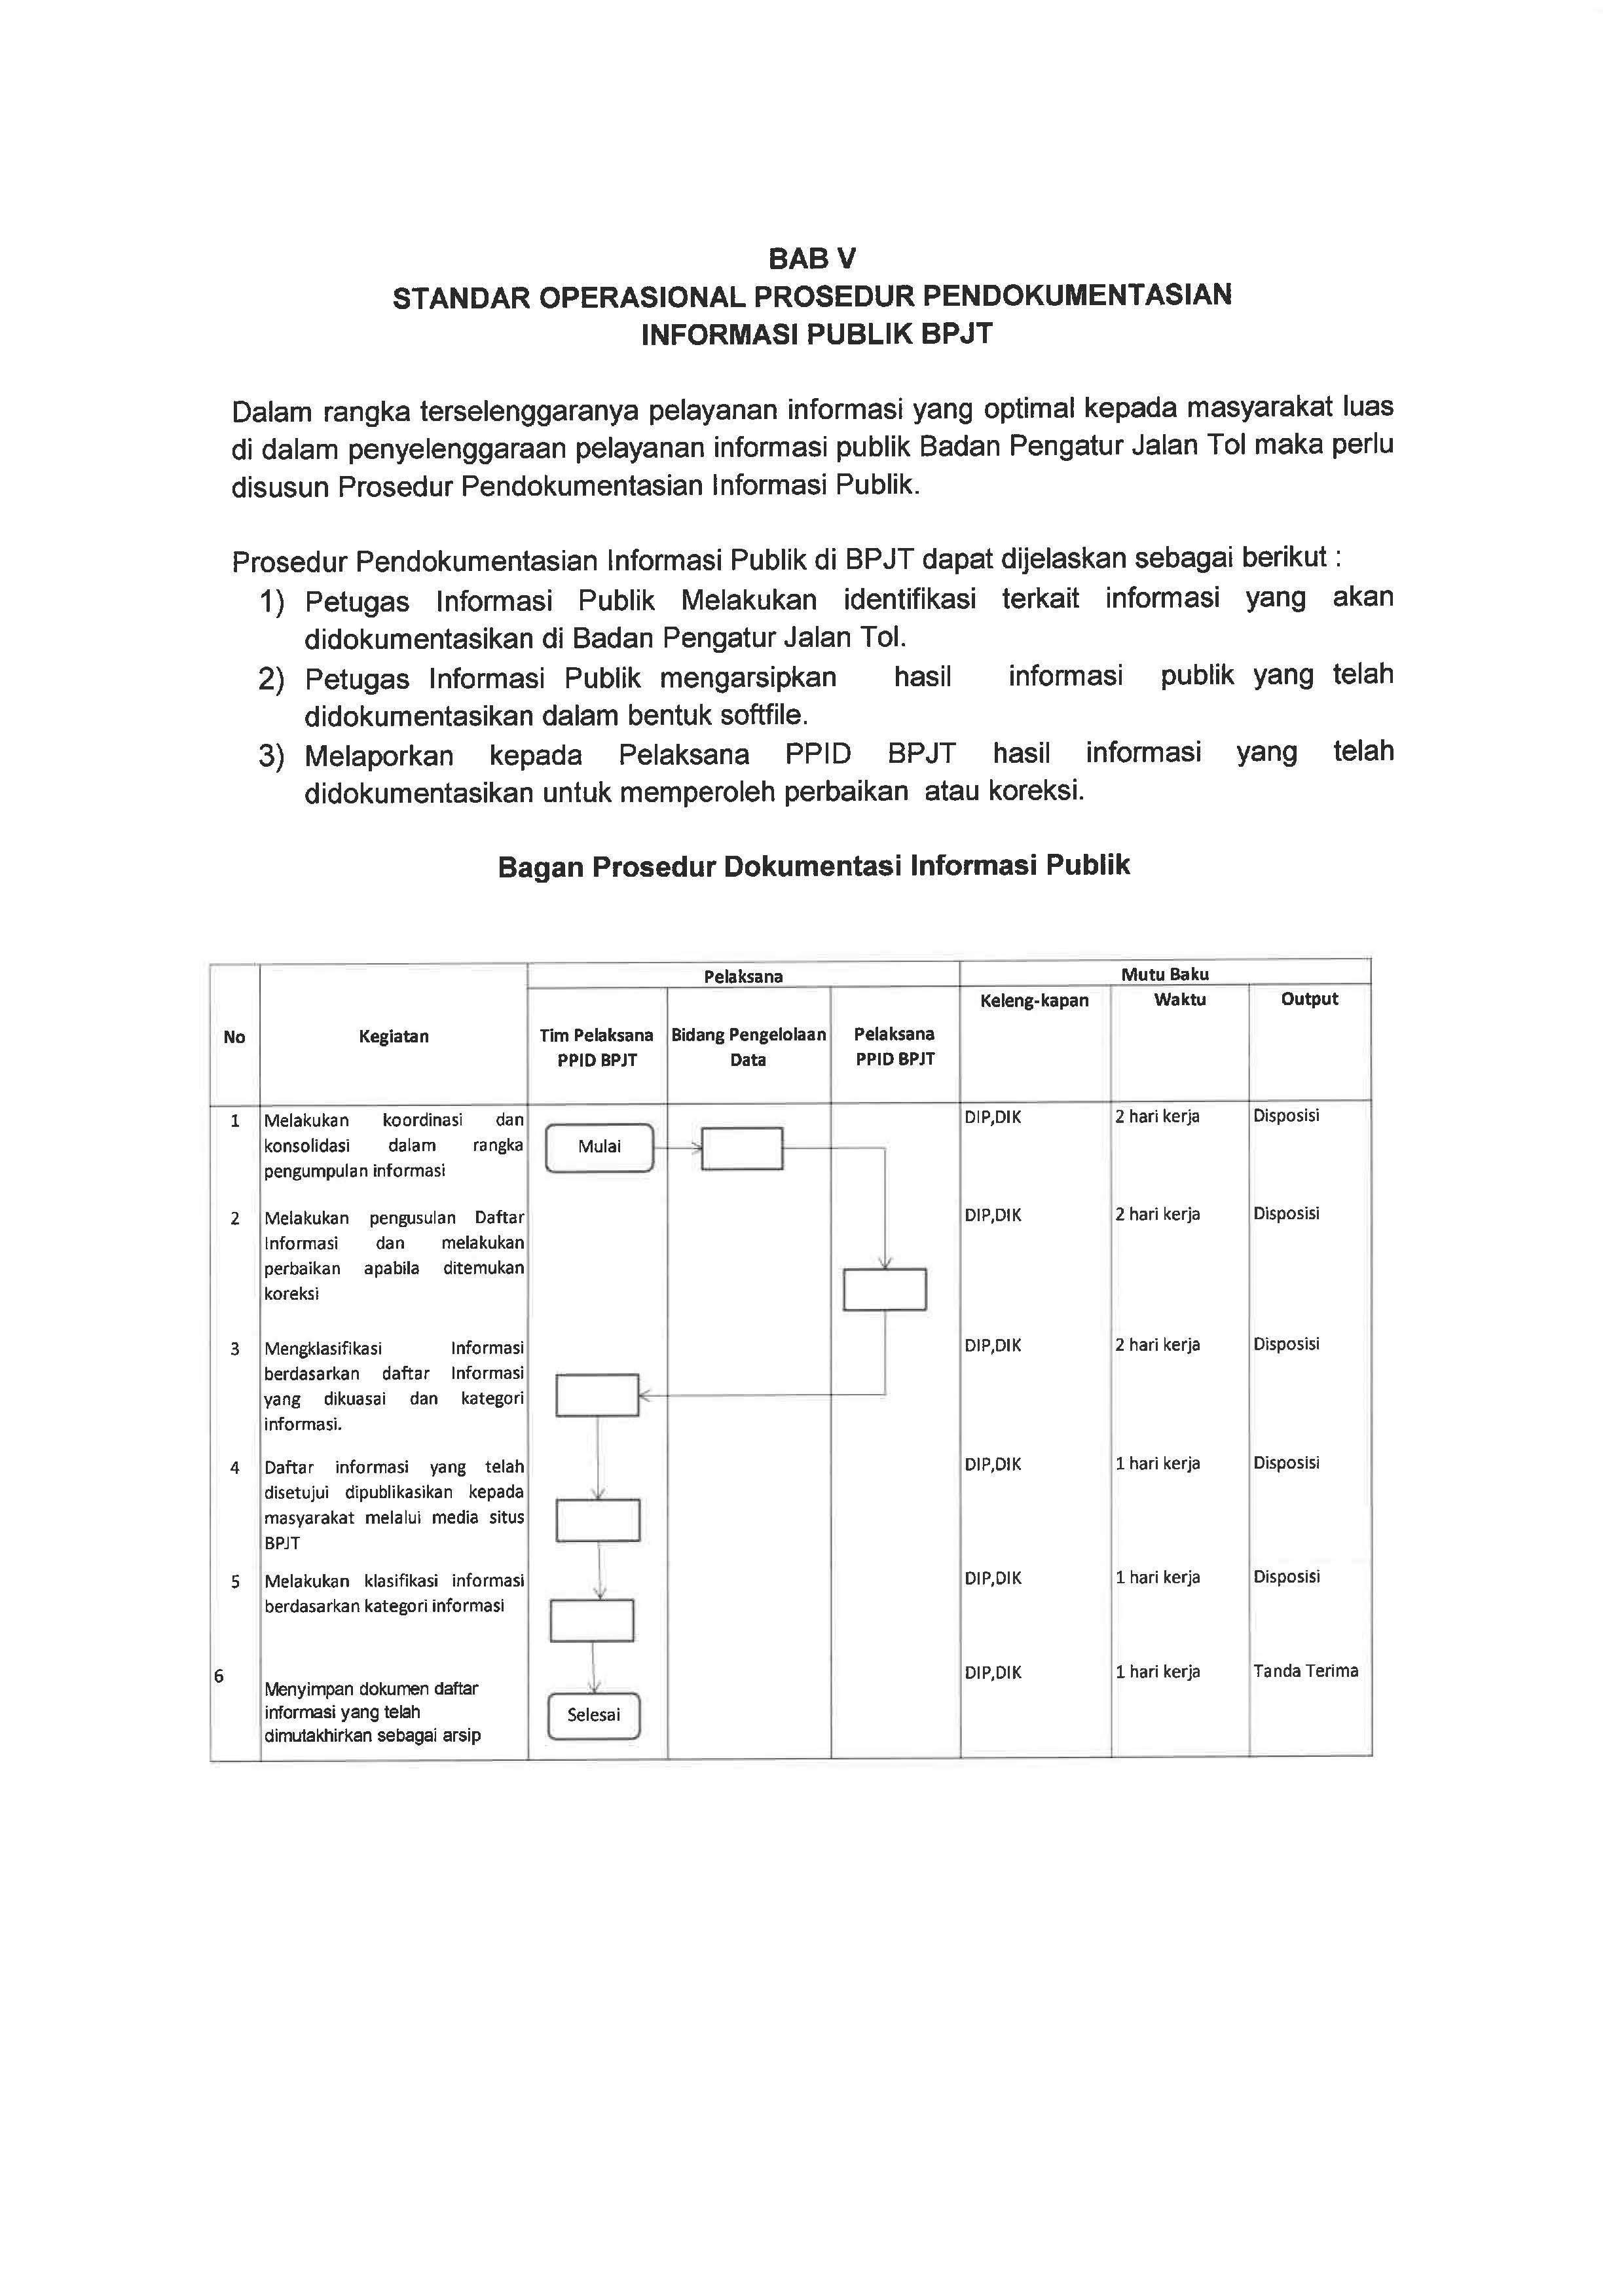 BAB V
STANDAR OPERASIONAL PROSEDUR PENDOKUMENTASIAN
INFORMASI PUBLIK BPJT
Dalam rangka terselenggaranya pelayanan informasi yang optimal kepada masyarakat luas
di dalam penyelenggaraan pelayanan informasi publik Badan Pengatur Jalan Tol maka perlu
disusun Prosedur Pendokumentasian Informasi Publik.
Prosedur Pendokumentasian Informasi Publik di BPJT dapat dijelaskan sebagai berikut :
1) Petugas Informasi Publik Melakukan identifikasi terkait informasi yang akan
didokumentasikan di Badan Pengatur Jalan Tol.
2) Petugas Informasi Publik mengarsipkan hasil informasi publik yang telah
didokumentasikan dalam bentuk softfile.
3) Melaporkan kepada Pelaksana PPID BPJT hasil informasi yang telah
didokumentasikan untuk memperoleh perbaikan atau koreksi.
Bagan Prosedur Dokumentasi Informasi Publik
Pelaksana Mutu Baku
No Kegiatan Tim Pelaksana Bidang Pengelolaan Pelaksana Keleng-kapan Waktu Output
PPID BPJT Data PPID BPJT
1 Melakukan koordinasi dan DIP,DIK 2 hari kerja Disposisi
konsolidasi dalam rangka Mulai
pengumpulan informasi
2 Melakukan pengusulan Daftar DIP,DIK 2 hari kerja Disposisi
Informasi dan melakukan
perbaikan apabila ditemukan
koreksi
3 Mengklasifikasi Informasi DIP,DIK 2 hari kerja Disposisi
berdasarkan daftar Informasi
yang dikuasai dan kategori
informasi.
4 Daftar informasi yang telah DIP,DIK 1 hari kerja Disposisi
disetujui dipublikasikan kepada
masyarakat melalui media situs
BPJT
5 Melakukan klasifikasi informasi DIP,DIK 1 hari kerja Disposisi
berdasarkan kategori informasi
6 DIP,DIK 1 hari kerja Tanda Terima
Menyimpan dokumen daftar
informasi yang telah Selesai
dimutakhirkan sebagai arsip